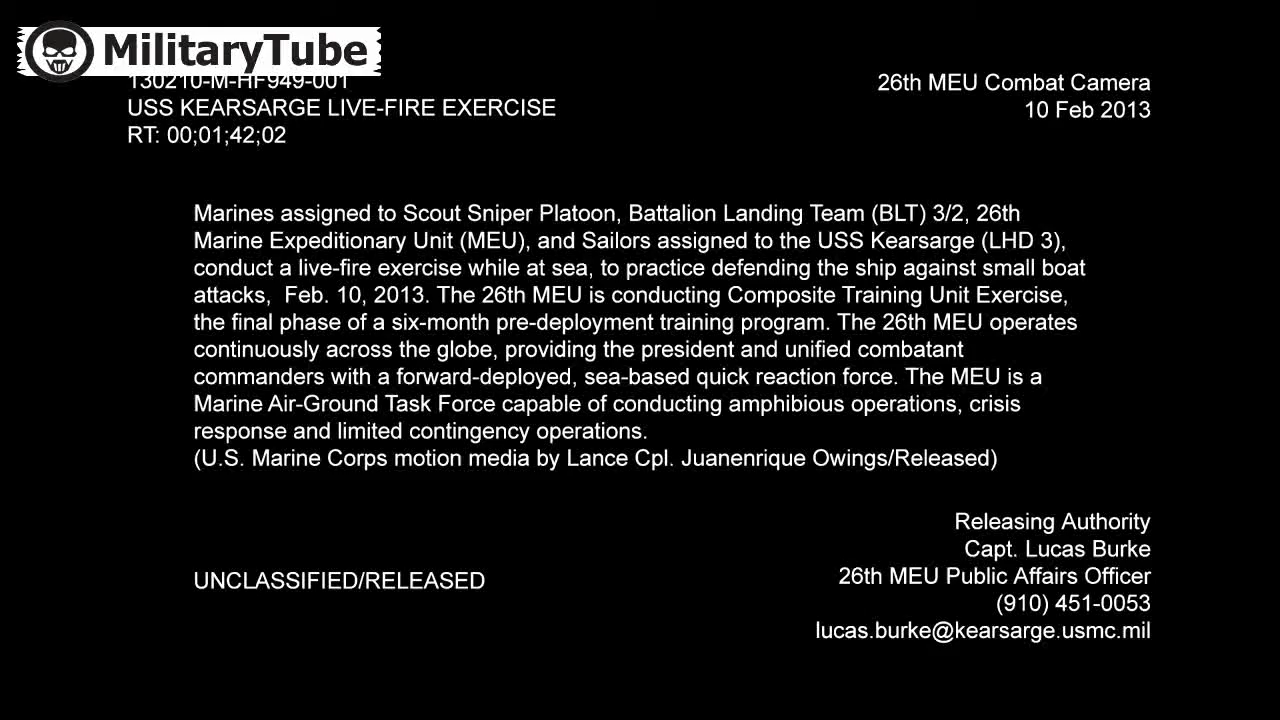 MilitaryTube
130210-M-HF949-001
USS KEARSARGE LIVE-FIRE EXERCISE
RT: 00;01;42;02
26th MEU Combat Camera
10 Feb 2013
Marines assigned to Scout Sniper Platoon, Battalion Landing Team (BLT) 3/2, 26th
Marine Expeditionary Unit (MEU), and Sailors assigned to the USS Kearsarge (LHD 3),
conduct a live-fire exercise while at sea, to practice defending the ship against small boat
attacks,  Feb. 10, 2013. The 26th MEU is conducting Composite Training Unit Exercise,
the final phase of a six-month pre-deployment training program. The 26th MEU operates
continuously across the globe, providing the president and unified combatant
commanders with a forward-deployed, sea-based quick reaction force. The MEU is a
Marine Air-Ground Task Force capable of conducting amphibious operations, crisis
response and limited contingency operations.
(U.S. Marine Corps motion media by Lance Cpl. Juanenrique Owings/Released)
UNCLASSIFIED/RELEASED
Releasing Authority
Capt. Lucas Burke
26th MEU Public Affairs Officer
(910) 451-0053
lucas.burke@kearsarge.usmc.mil